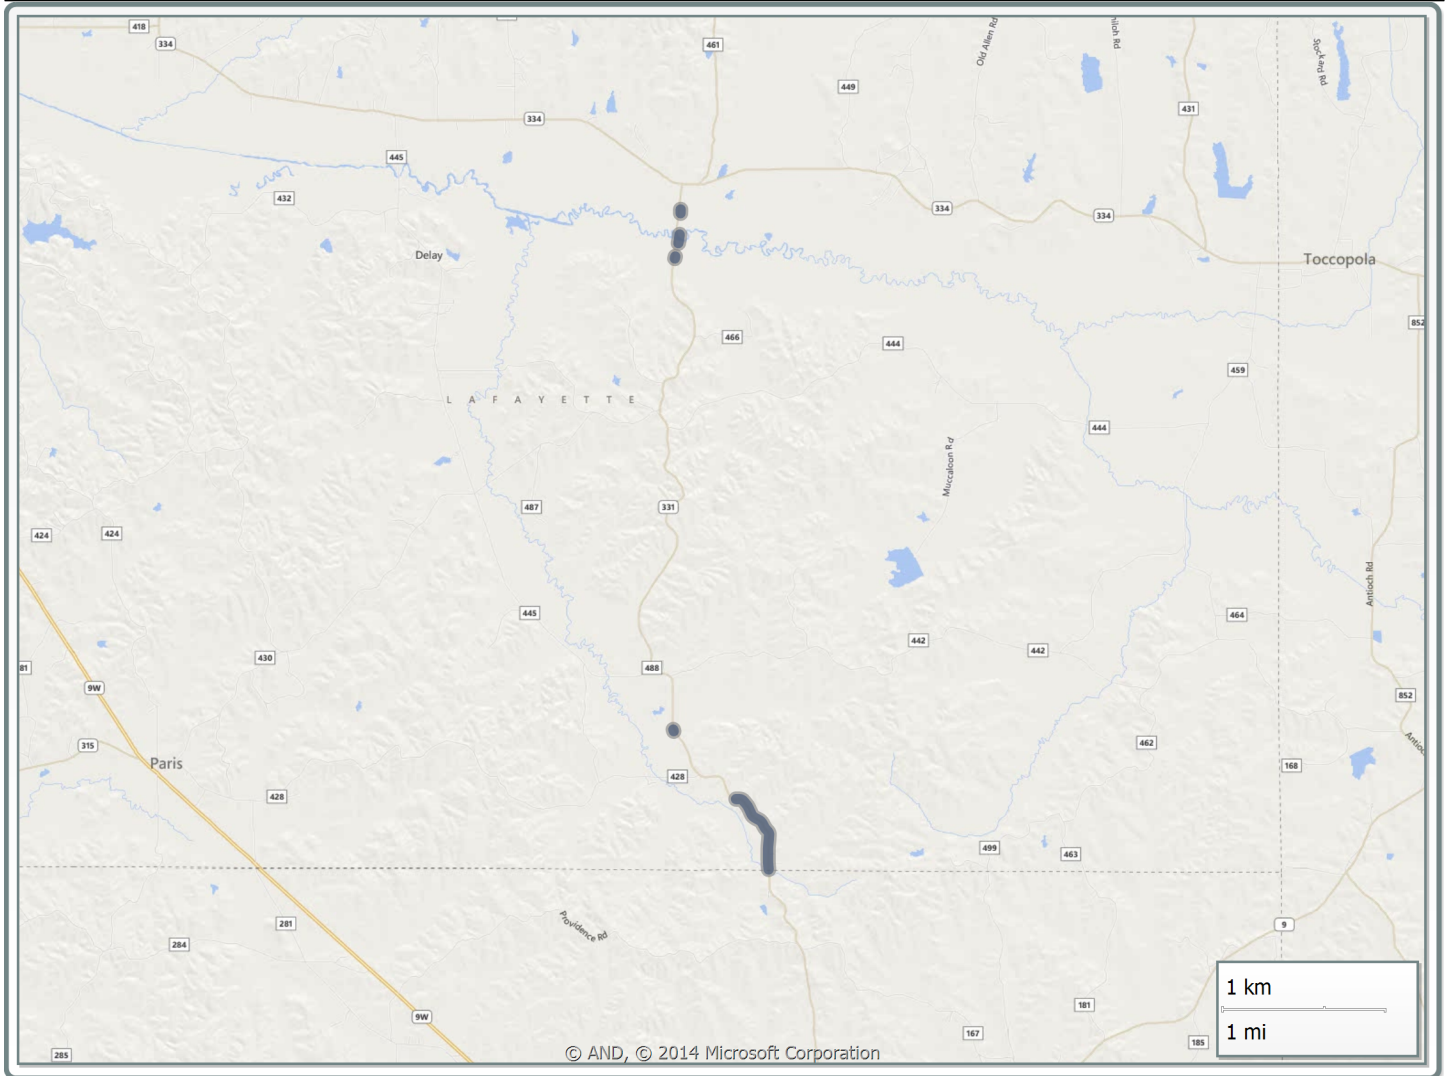 418
334
461
Old Allen Rd
hiloh Rd
Stockard Rd
449
431
334
445
432
334
334
Delay
Toccopola
852
466
444
459
LAFAYETTE
444
Muccaloon Rd
487
331
424
424
Antioch Rd
445
464
442
442
430
488
81
9W
852
462
315
Antioc
Paris
168
428
428
499
463
Providence Rd
281
9
284
1 km
181
9W
1 mi
167
185
285
© AND, © 2014 Microsoft Corporation